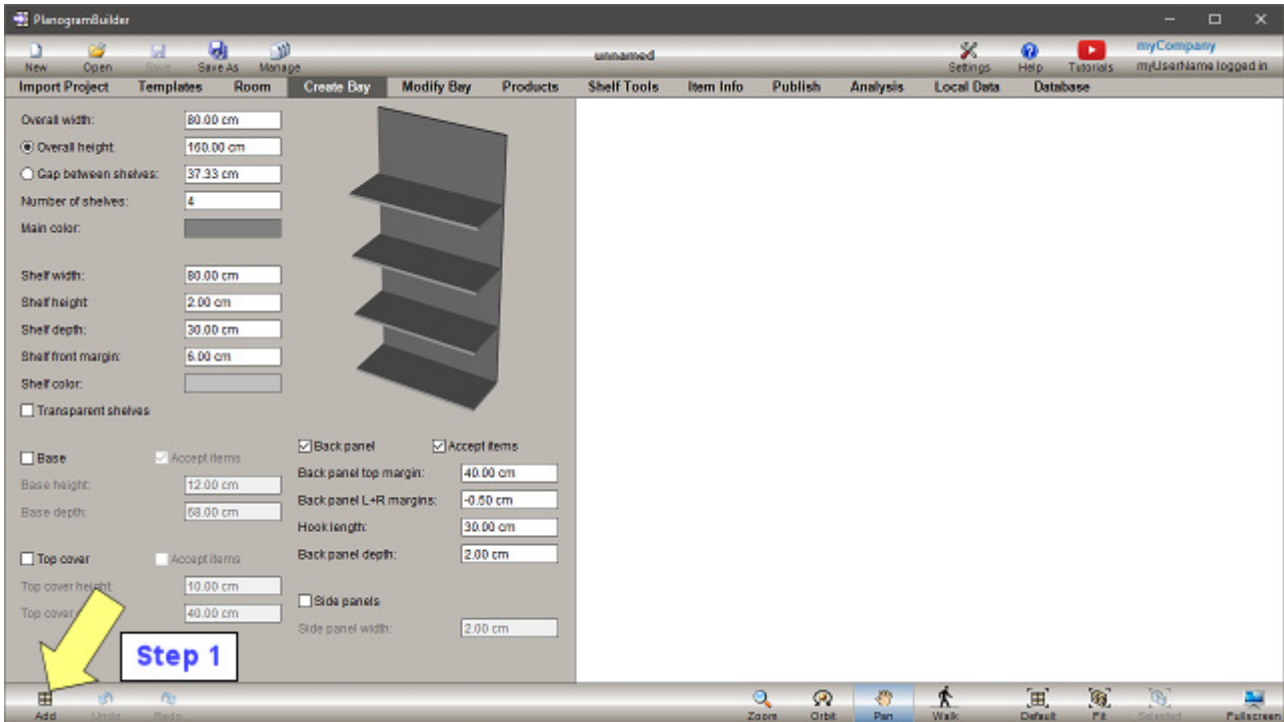 PlanogramBuilder
unnamed
myCompany
New Open Save Save As Manage Settings Help Tutorials myUserName logged in
Import Project Templates Room Create Bay Modify Bay Products Shelf Tools Item Info Publish Analysis Local Data Database
Overall width: 80.00 cm
Overall height: 160.00 cm
Gap between shelves: 37.33 cm
Number of shelves: 4
Main color:
Shelf width: 80.00 cm
Shelf height: 2.00 cm
Shelf depth: 30.00 cm
Shelf front margin: 6.00 cm
Shelf color:
Transparent shelves
Base Accept items
Base height: 12.00 cm
Base depth: 68.00 cm
Top cover Accept items
Top cover height: 10.00 cm
Top cover 40.00 cm
Back panel Accept items
Back panel top margin: 40.00 cm
Back panel L+R margins: -0.50 cm
Hook length: 30.00 cm
Back panel depth: 2.00 cm
Side panels
Side panel width: 2.00 cm
Step 1
Add Undo Redo Zoom Orbit Pan Walk Default Fit Selected Fullscreen